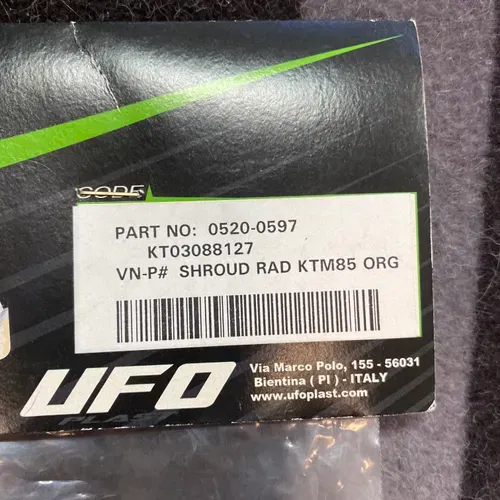 CODE
PART NO: 0520-0597
KT03088127
VN-P# SHROUD RAD KTM85 ORG
UFO
PLAST
Via Marco Polo, 155 - 56031
Bientina ( PI ) - ITALY
www.ufoplast.com